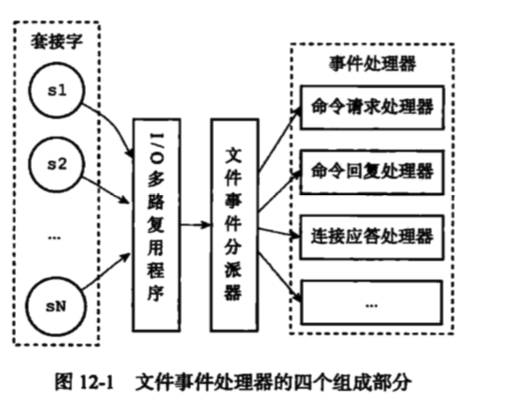 套接字
s1
s2
...
sN
I/O多路复用程序
文件事件分派器
事件处理器
命令请求处理器
命令回复处理器
连接应答处理器
...
图 12-1 文件事件处理器的四个组成部分